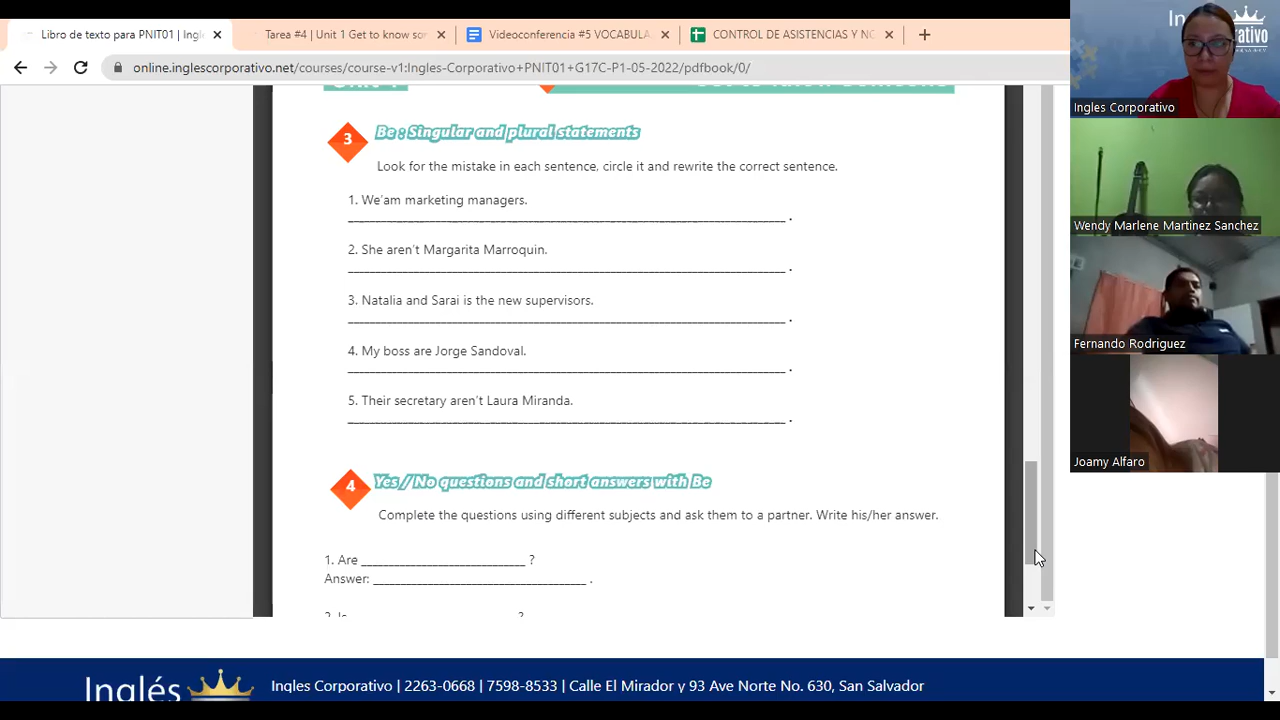 Libro de texto para PNIT01 | Ingl
Tarea #4 | Unit 1 Get to know so
Videoconferencia #5 VOCABULA
CONTROL DE ASISTENCIAS Y NO
online.inglescorporativo.net/courses/course-v1:Ingles-Corporativo+PNIT01+G17C-P1-05-2022/pdfbook/0/
3
Be : Singular and plural statements
Look for the mistake in each sentence, circle it and rewrite the correct sentence.
1. We'am marketing managers.
2. She aren't Margarita Marroquin.
3. Natalia and Sarai is the new supervisors.
4. My boss are Jorge Sandoval.
5. Their secretary aren't Laura Miranda.
4
Yes/No questions and short answers with Be
Complete the questions using different subjects and ask them to a partner. Write his/her answer.
1. Are ____________________________ ?
Answer: ____________________________________ .
Ingles Corporativo
Wendy Marlene Martinez Sanchez
Fernando Rodriguez
Joamy Alfaro
Inglés
Ingles Corporativo | 2263-0668 | 7598-8533 | Calle El Mirador y 93 Ave Norte No. 630, San Salvador